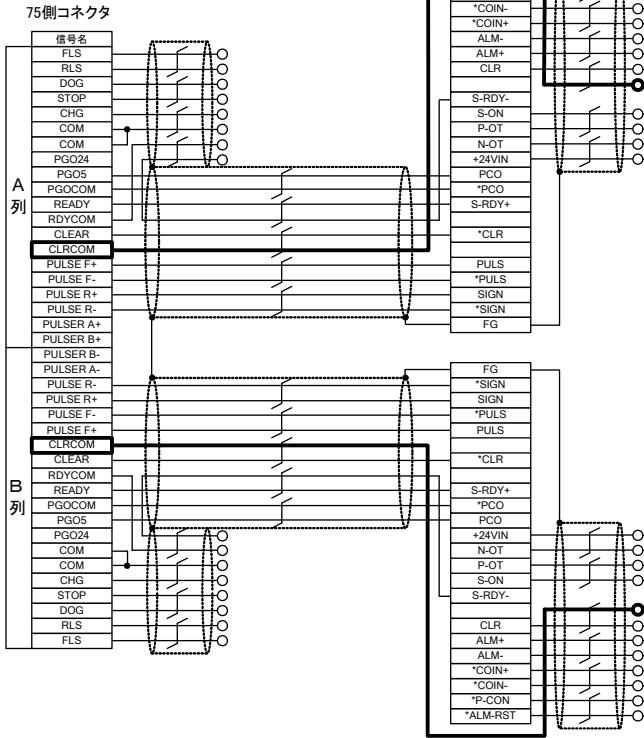 75側コネクタ
信号名
FLS
RLS
DOG
STOP
CHG
COM
COM
PGO24
PGO5
PGOCOM
READY
RDYCOM
CLEAR
CLRCOM
PULSE F+
PULSE F-
PULSE R+
PULSE R-
PULSER A+
PULSER B+
A
列
PULSER B-
PULSER A-
PULSE R-
PULSE R+
PULSE F-
PULSE F+
CLRCOM
CLEAR
RDYCOM
READY
PGOCOM
PGO5
PGO24
COM
COM
CHG
STOP
DOG
RLS
FLS
B
列
*COIN-
*COIN+
ALM-
ALM+
CLR
S-RDY-
S-ON
P-OT
N-OT
+24VIN
PCO
*PCO
S-RDY+
*CLR
PULS
*PULS
SIGN
*SIGN
FG
FG
*SIGN
SIGN
*PULS
PULS
*CLR
S-RDY+
*PCO
PCO
+24VIN
N-OT
P-OT
S-ON
S-RDY-
CLR
ALM+
ALM-
*COIN+
*COIN-
*P-CON
*ALM-RST